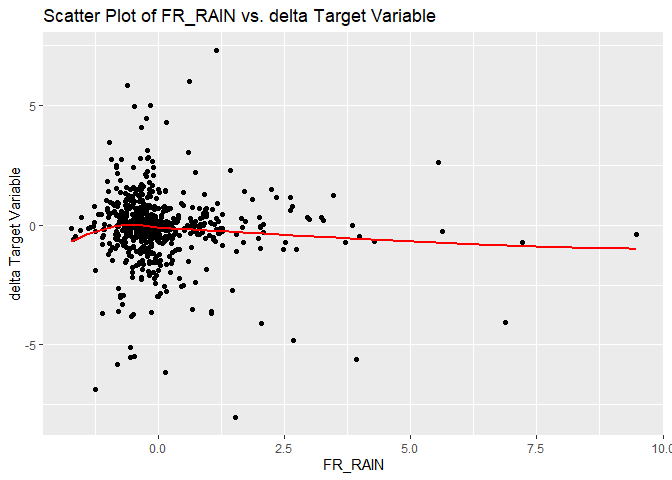 Scatter Plot of FR_RAIN vs. delta Target Variable
delta Target Variable
5
0
-5
0.0 2.5 5.0 7.5 10.0
FR_RAIN